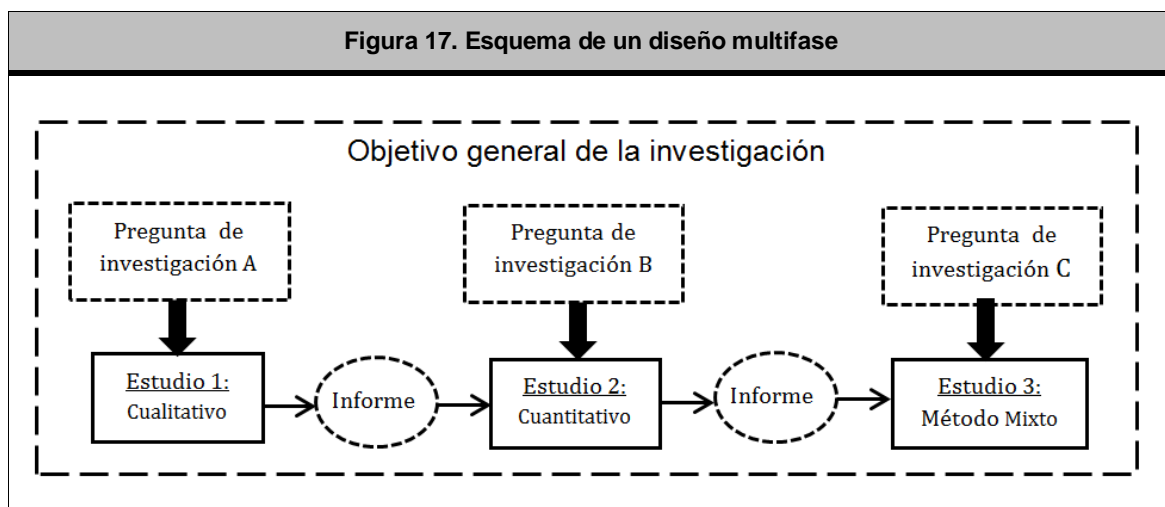 Figura 17. Esquema de un diseño multifase
Objetivo general de la investigación
Pregunta de
investigación A
Pregunta de
investigación B
Pregunta de
investigación C
Estudio 1:
Cualitativo
Informe
Estudio 2:
Cuantitativo
Informe
Estudio 3:
Método Mixto